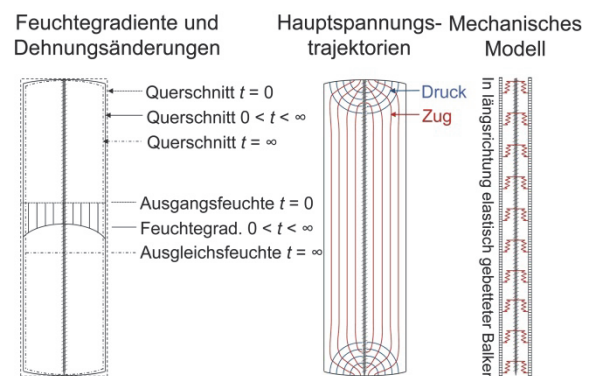 Feuchtegradiente und
Dehnungsänderungen
Hauptspannungs-
trajektorien
Mechanisches
Modell
Querschnitt t = 0
Querschnitt 0 < t < ∞
Querschnitt t = ∞
Ausgangsfeuchte t = 0
Feuchtegrad. 0 < t < ∞
Ausgleichsfeuchte t = ∞
Druck
Zug
In längsrichtung elastisch gebetteter Balken